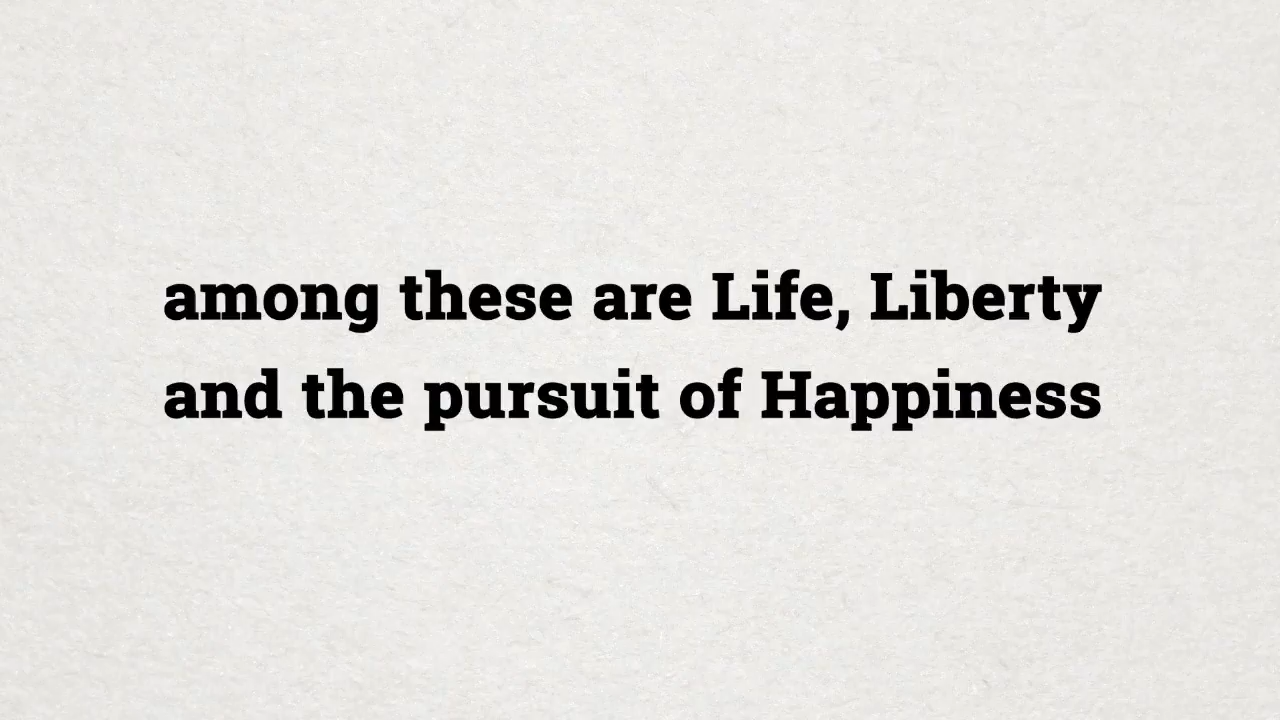 among these are Life, Liberty
and the pursuit of Happiness